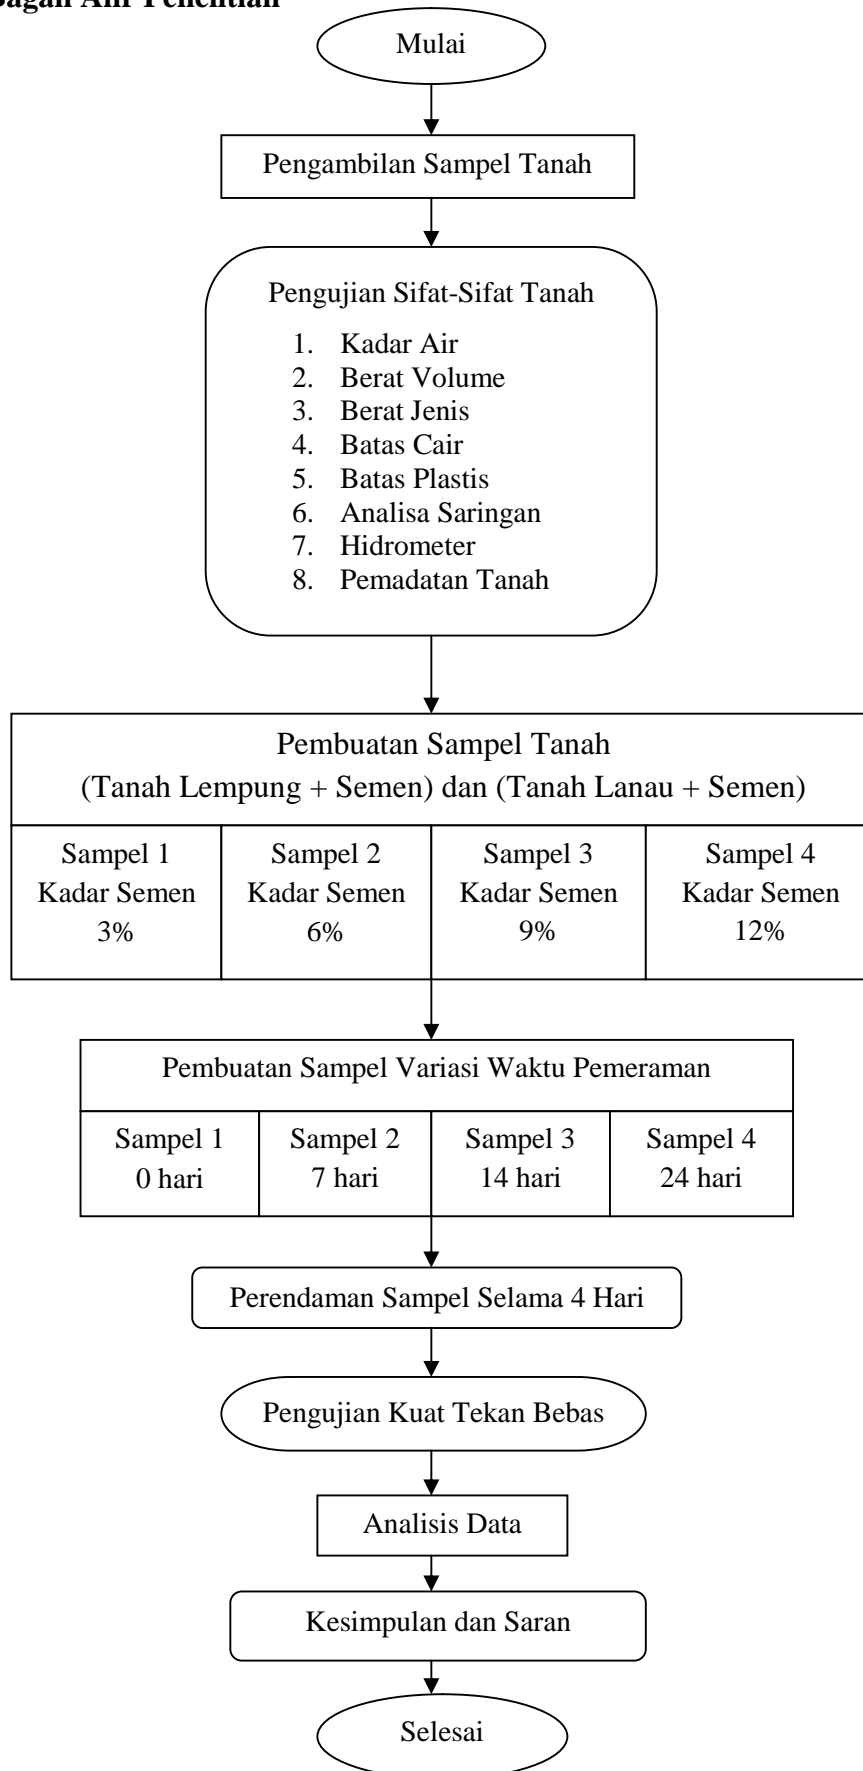 Mulai
Pengambilan Sampel Tanah
Pengujian Sifat-Sifat Tanah
1. Kadar Air
2. Berat Volume
3. Berat Jenis
4. Batas Cair
5. Batas Plastis
6. Analisa Saringan
7. Hidrometer
8. Pemadatan Tanah
Pembuatan Sampel Tanah
(Tanah Lempung + Semen) dan (Tanah Lanau + Semen)
Sampel 1
Kadar Semen
3%
Sampel 2
Kadar Semen
6%
Sampel 3
Kadar Semen
9%
Sampel 4
Kadar Semen
12%
Pembuatan Sampel Variasi Waktu Pemeraman
Sampel 1
0 hari
Sampel 2
7 hari
Sampel 3
14 hari
Sampel 4
24 hari
Perendaman Sampel Selama 4 Hari
Pengujian Kuat Tekan Bebas
Analisis Data
Kesimpulan dan Saran
Selesai